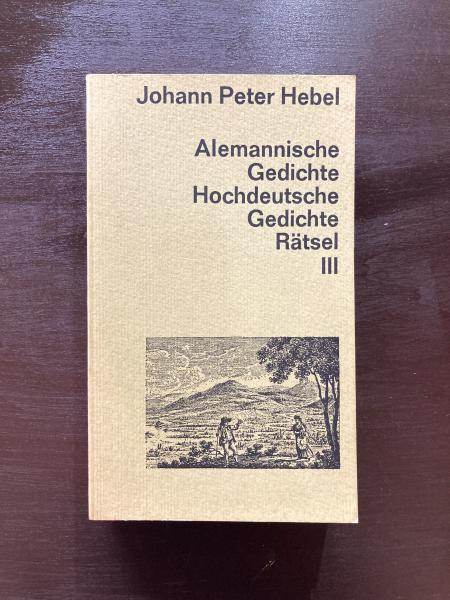 Johann Peter Hebel
Alemannische
Gedichte
Hochdeutsche
Gedichte
Rätsel
III